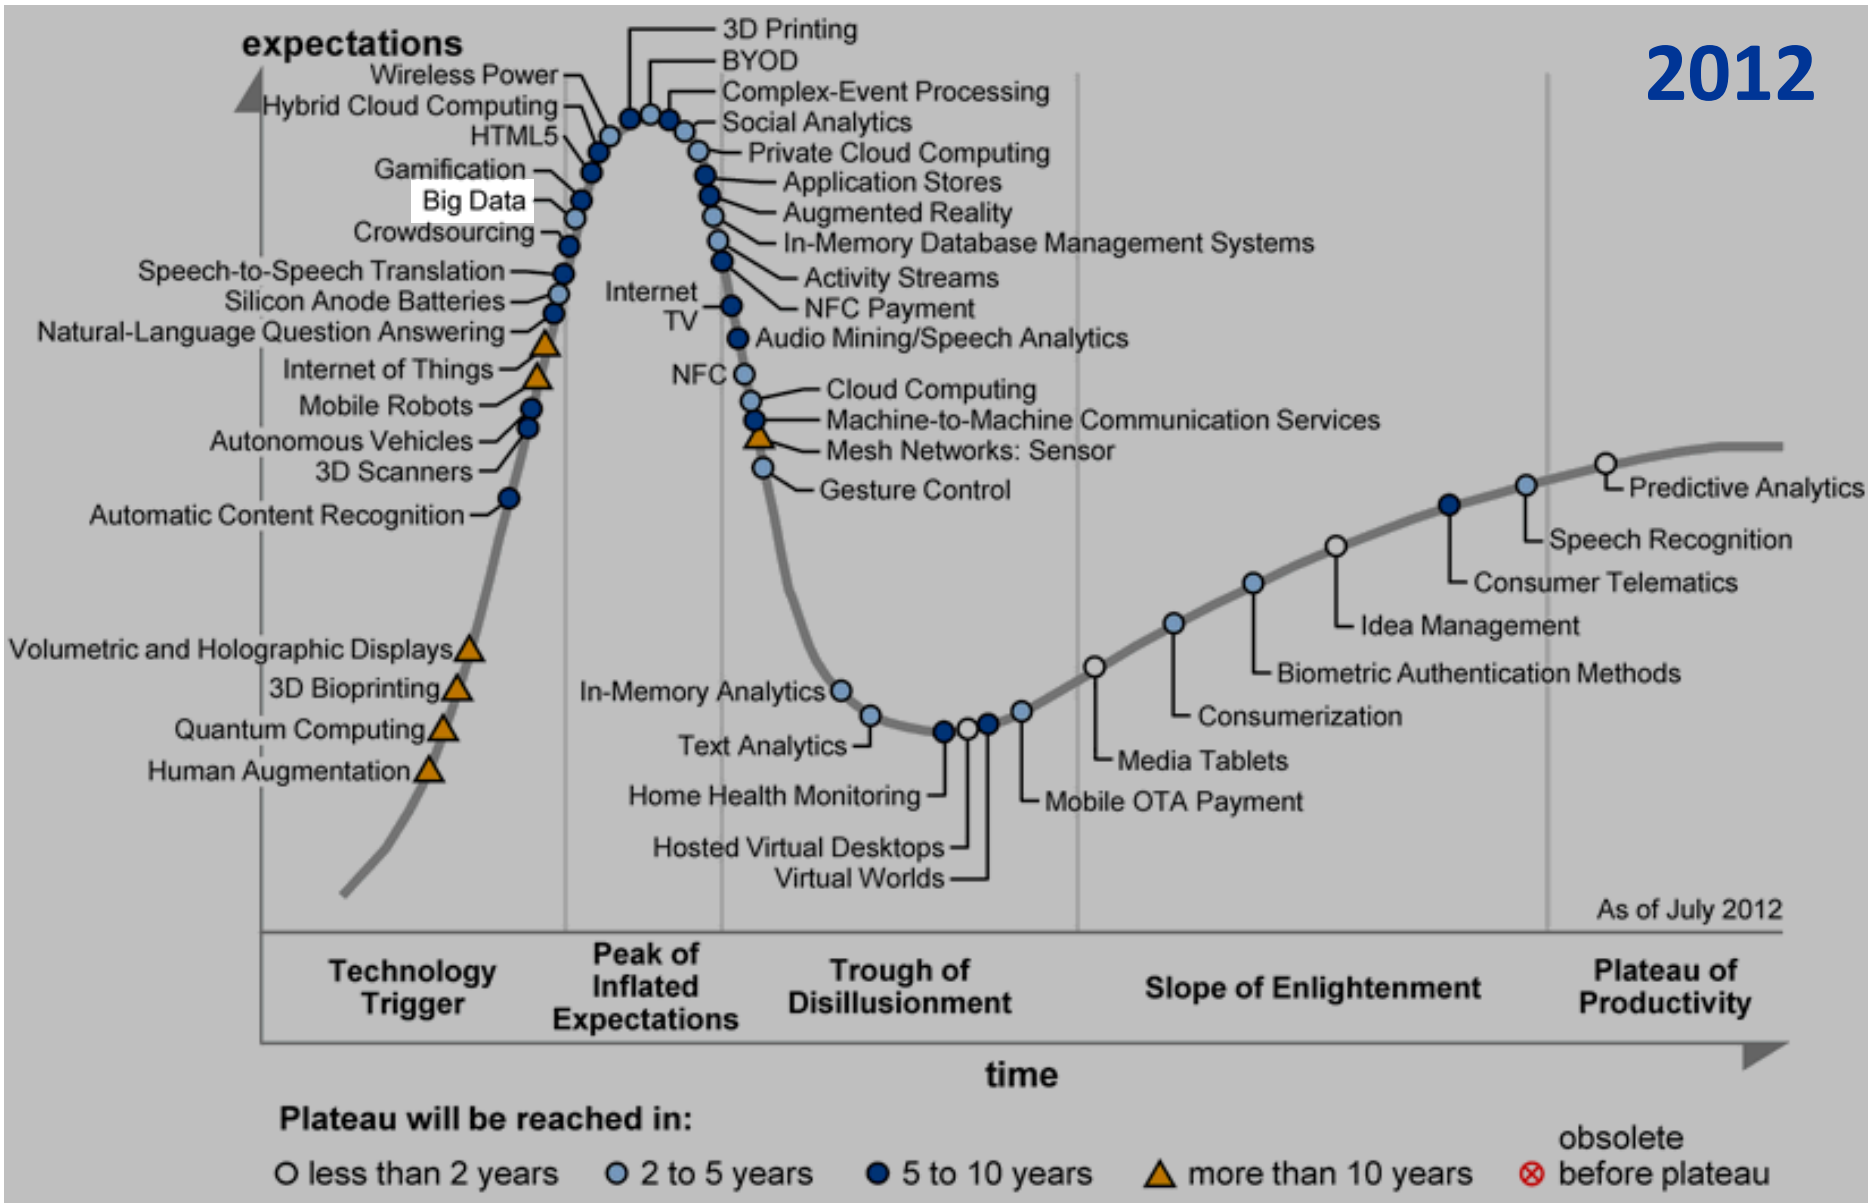 expectations
2012
3D Printing
BYOD
Wireless Power
Complex-Event Processing
Hybrid Cloud Computing
Social Analytics
HTML5
Private Cloud Computing
Gamification
Application Stores
Big Data
Augmented Reality
Crowdsourcing
In-Memory Database Management Systems
Speech-to-Speech Translation
Activity Streams
Silicon Anode Batteries
Internet
TV
NFC Payment
Natural-Language Question Answering
Audio Mining/Speech Analytics
Internet of Things
NFC
Cloud Computing
Mobile Robots
Machine-to-Machine Communication Services
Autonomous Vehicles
Mesh Networks: Sensor
3D Scanners
Gesture Control
Predictive Analytics
Automatic Content Recognition
Speech Recognition
Consumer Telematics
Idea Management
Volumetric and Holographic Displays
Biometric Authentication Methods
3D Bioprinting
In-Memory Analytics
Consumerization
Quantum Computing
Text Analytics
Media Tablets
Human Augmentation
Home Health Monitoring
Mobile OTA Payment
Hosted Virtual Desktops
Virtual Worlds
As of July 2012
Technology
Trigger
Peak of
Inflated
Expectations
Trough of
Disillusionment
Slope of Enlightenment
Plateau of
Productivity
time
Plateau will be reached in:
less than 2 years
2 to 5 years
5 to 10 years
more than 10 years
obsolete
before plateau